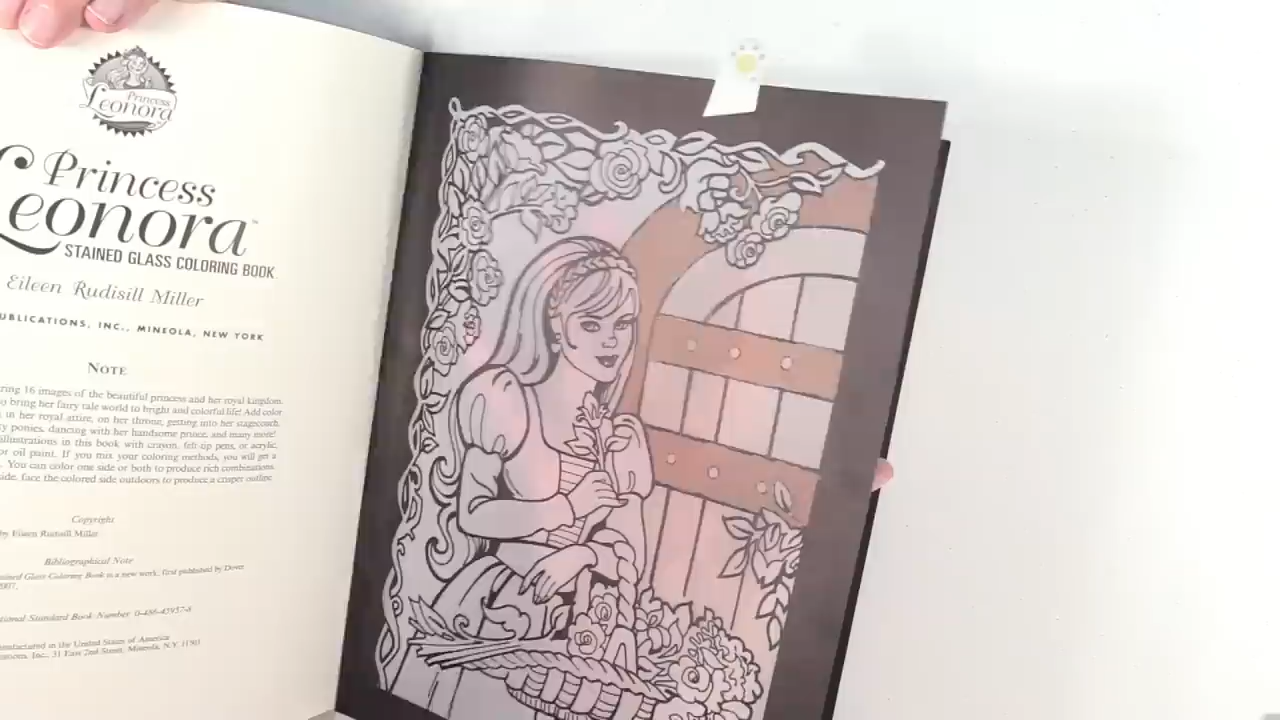 Princess
Leonora
Princess
Leonora™
STAINED GLASS COLORING BOOK
Eileen Rudisill Miller
PUBLICATIONS, INC., MINEOLA, NEW YORK
NOTE
ring 16 images of the beautiful princess and her royal kingdom.
o bring her fairy tale world to bright and colorful life! Add color
in her royal attire, on her throne, getting into her stagecoach,
y ponies, dancing with her handsome prince, and many more!
illustrations in this book with crayon, felt-tip pens, or acrylic,
or oil paint. If you mix your coloring methods, you will get a
You can color one side or both to produce rich combinations.
side, face the colored side outdoors to produce a crisper outline
Copyright
by Eileen Rudisill Miller
Bibliographical Note
ained Glass Coloring Book is a new work, first published by Dover
2007.
ational Standard Book Number: 0-486-45957-8
nufactured in the United States of America
Inc., 31 East 2nd Street, Mineola, N.Y. 11501